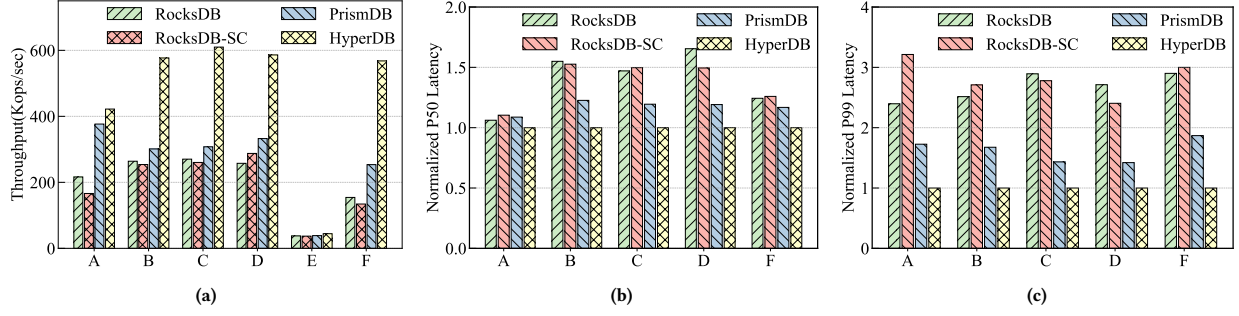 RocksDB
RocksDB-SC
PrismDB
HyperDB
Throughput(Kops/sec)
600
400
200
0
A B C D E F
(a)
RocksDB
RocksDB-SC
PrismDB
HyperDB
Normalized P50 Latency
2.0
1.5
1.0
0.5
0.0
A B C D F
(b)
RocksDB
RocksDB-SC
PrismDB
HyperDB
Normalized P99 Latency
4
3
2
1
0
A B C D F
(c)